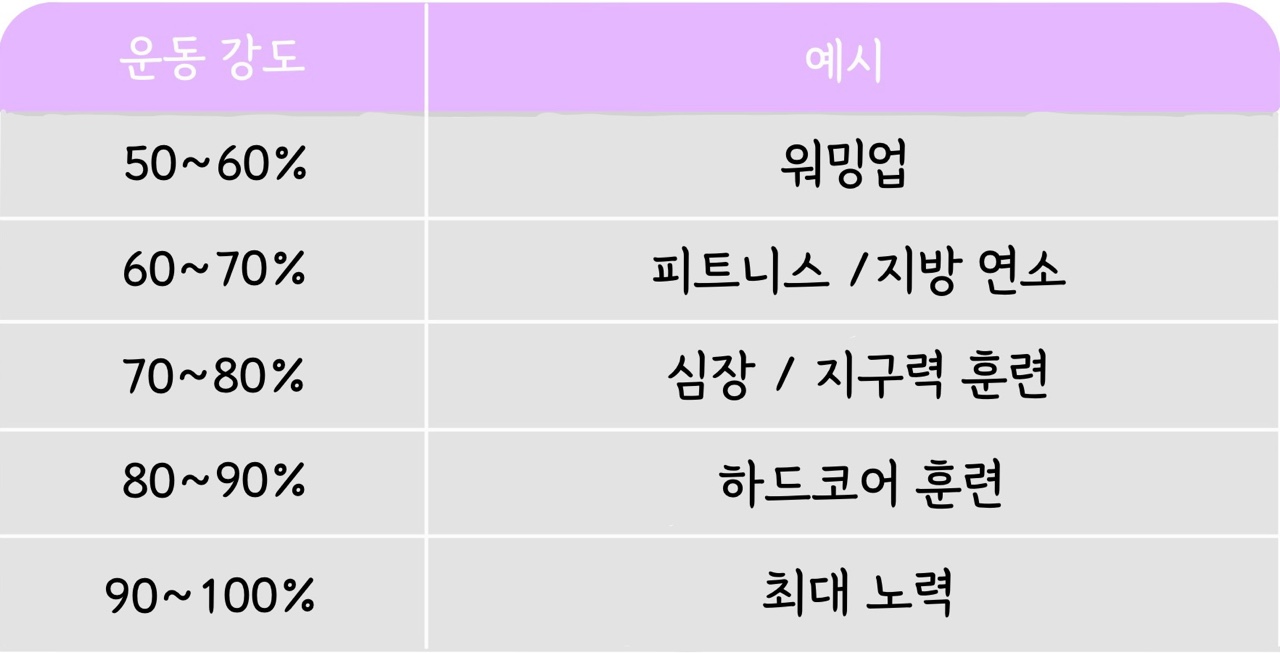 운동 강도 예시
50~60% 워밍업
60~70% 피트니스 /지방 연소
70~80% 심장 / 지구력 훈련
80~90% 하드코어 훈련
90~100% 최대 노력